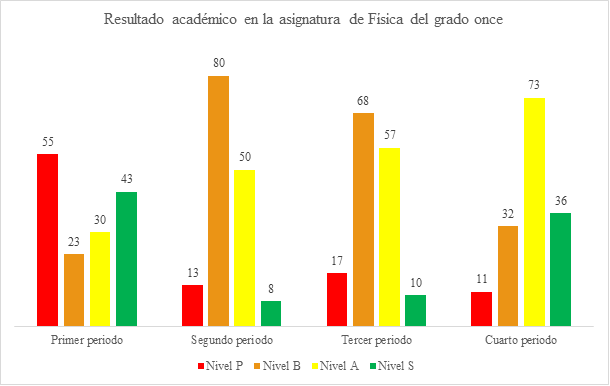 Resultado académico en la asignatura de Física del grado once
55
23
30
43
13
80
50
8
17
68
57
10
11
32
73
36
Primer periodo
Segundo periodo
Tercer periodo
Cuarto periodo
Nivel P
Nivel B
Nivel A
Nivel S